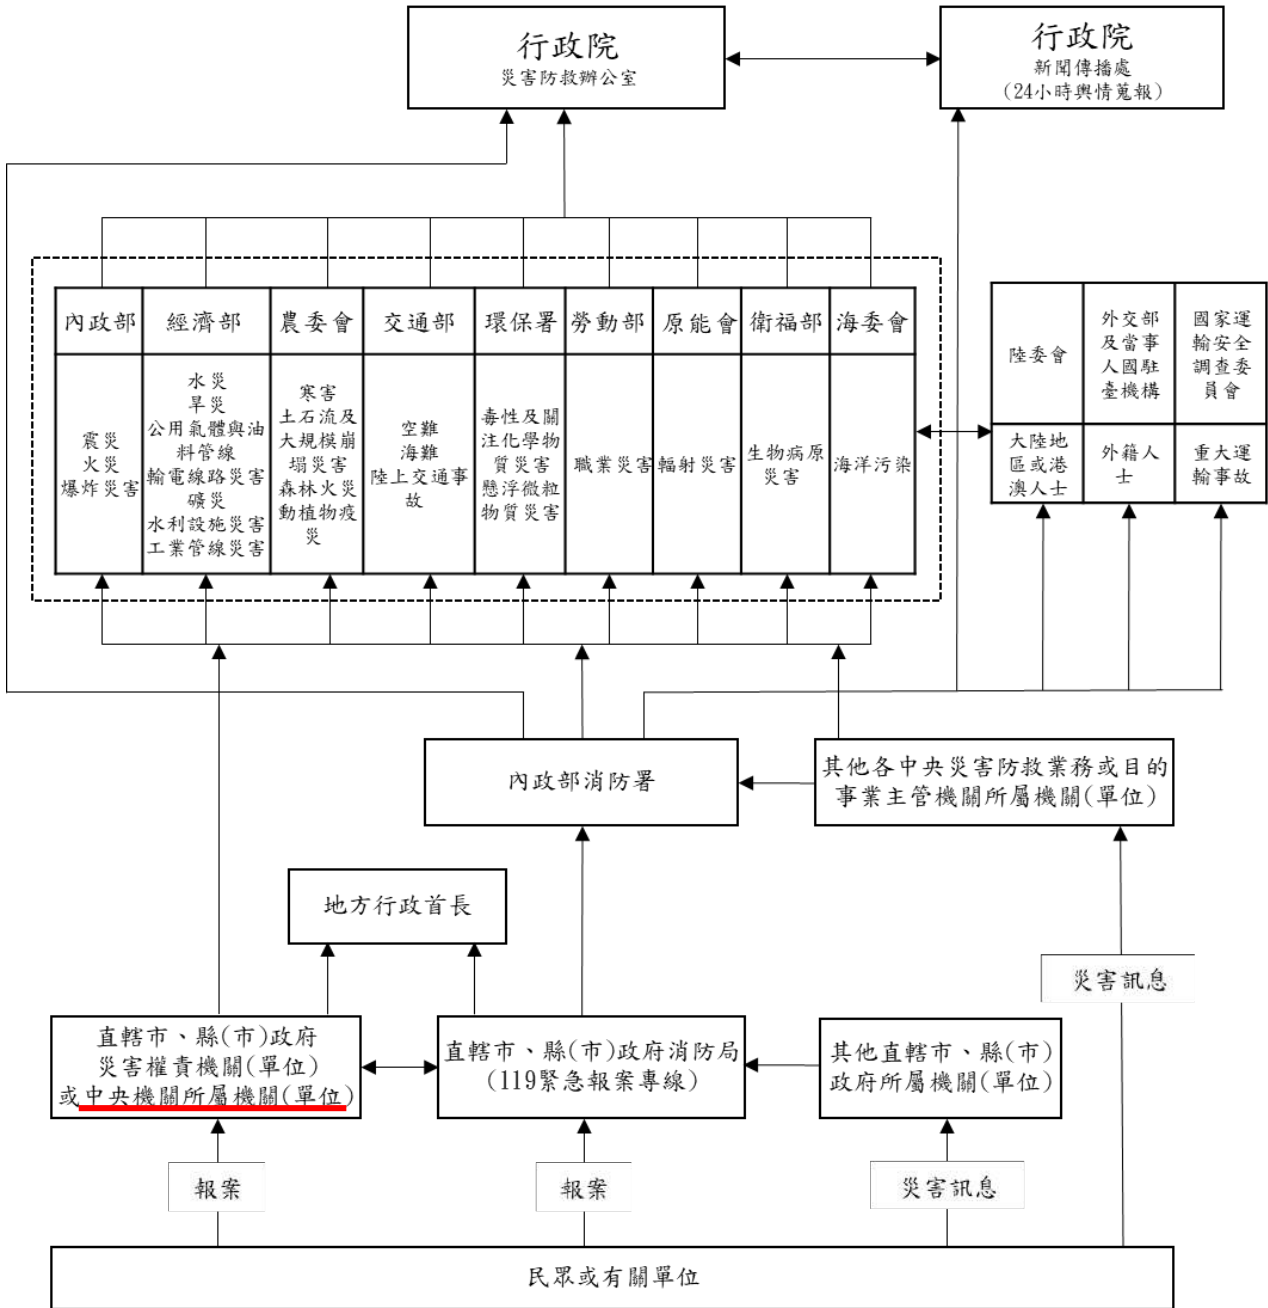 行政院
災害防救辦公室
行政院
新聞傳播處
(24小時輿情蒐報)
內政部
經濟部
農委會
交通部
環保署
勞動部
原能會
衛福部
海委會
震災
火災
爆炸災害
水災
旱災
公用氣體與油
料管線
輸電線路災害
礦災
水利設施災害
工業管線災害
寒害
土石流及
大規模崩
塌災害
森林火災
動植物疫
災
空難
海難
陸上交通事
故
毒性及關
注化學物
質災害
懸浮微粒
物質災害
職業災害
輻射災害
生物病原
災害
海洋污染
陸委會
外交部
及當事
人國駐
臺機構
國家運
輸安全
調查委
員會
大陸地
區或港
澳人士
外籍人
士
重大運
輸事故
內政部消防署
其他各中央災害防救業務或目的
事業主管機關所屬機關(單位)
地方行政首長
災害訊息
直轄市、縣(市)政府
災害權責機關(單位)
或中央機關所屬機關(單位)
直轄市、縣(市)政府消防局
(119緊急報案專線)
其他直轄市、縣(市)
政府所屬機關(單位)
報案
報案
災害訊息
民眾或有關單位